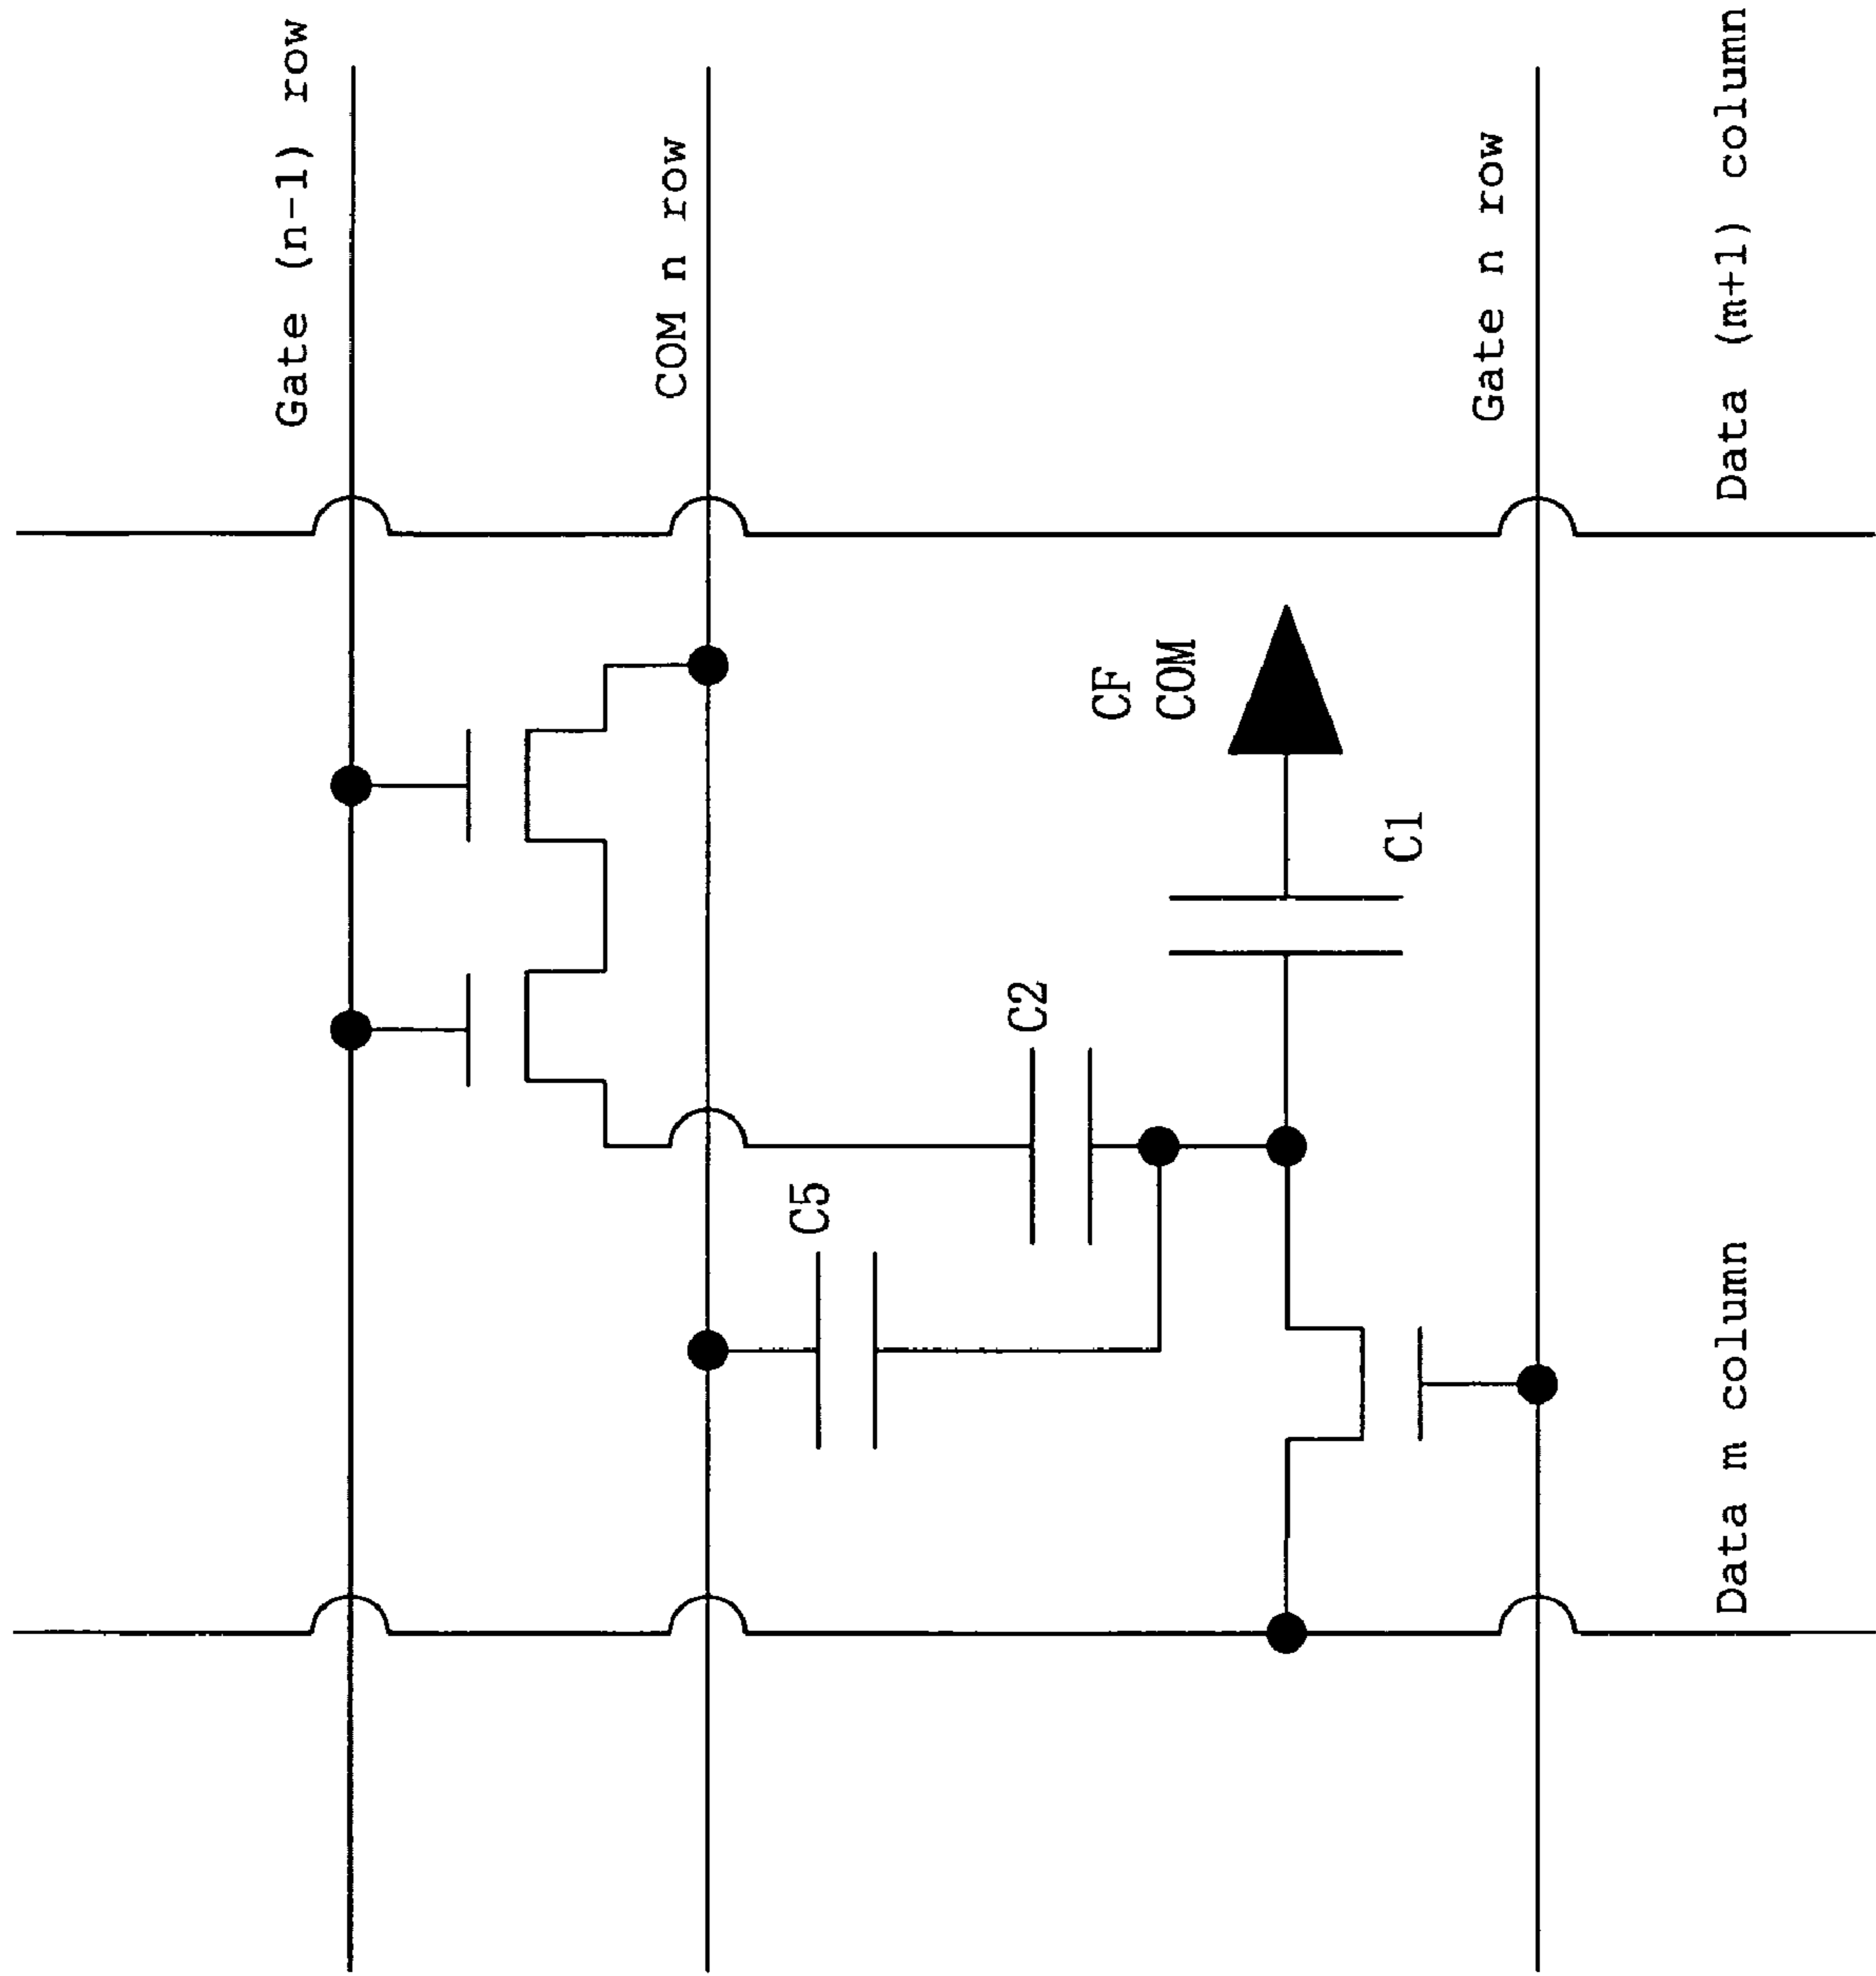 Gate (n-1) row
COM n row
CF
COM
C1
C2
C5
Gate n row
Data m column
Data (m+1) column